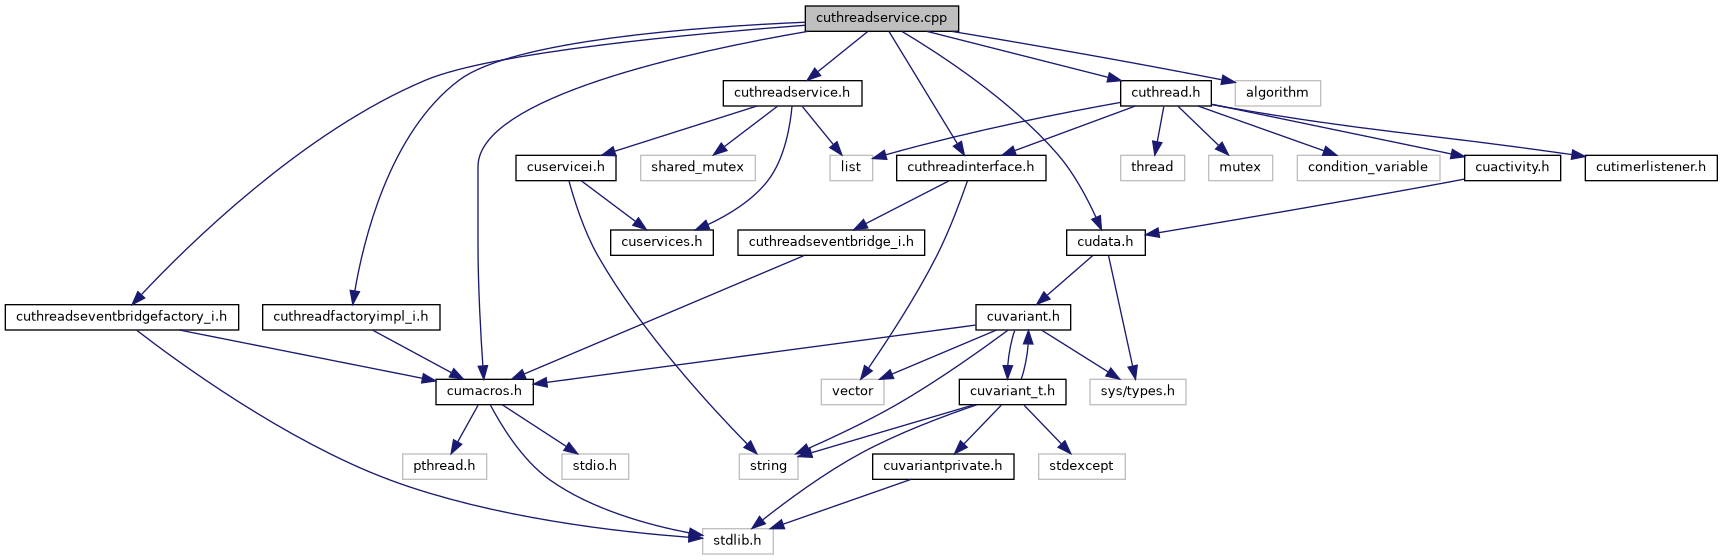 cuthreadservice.cpp
cuthreadservice.h
cuthread.h
algorithm
cuservicei.h
shared_mutex
list
cuthreadinterface.h
thread
mutex
condition_variable
cuactivity.h
cutimerlistener.h
cuservices.h
cuthreadseventbridge_i.h
cudata.h
cuthreadseventbridgefactory_i.h
cuthreadfactoryimpl_i.h
cuvariant.h
cumacros.h
vector
cuvariant_t.h
sys/types.h
pthread.h
stdio.h
string
cuvariantprivate.h
stdexcept
stdlib.h